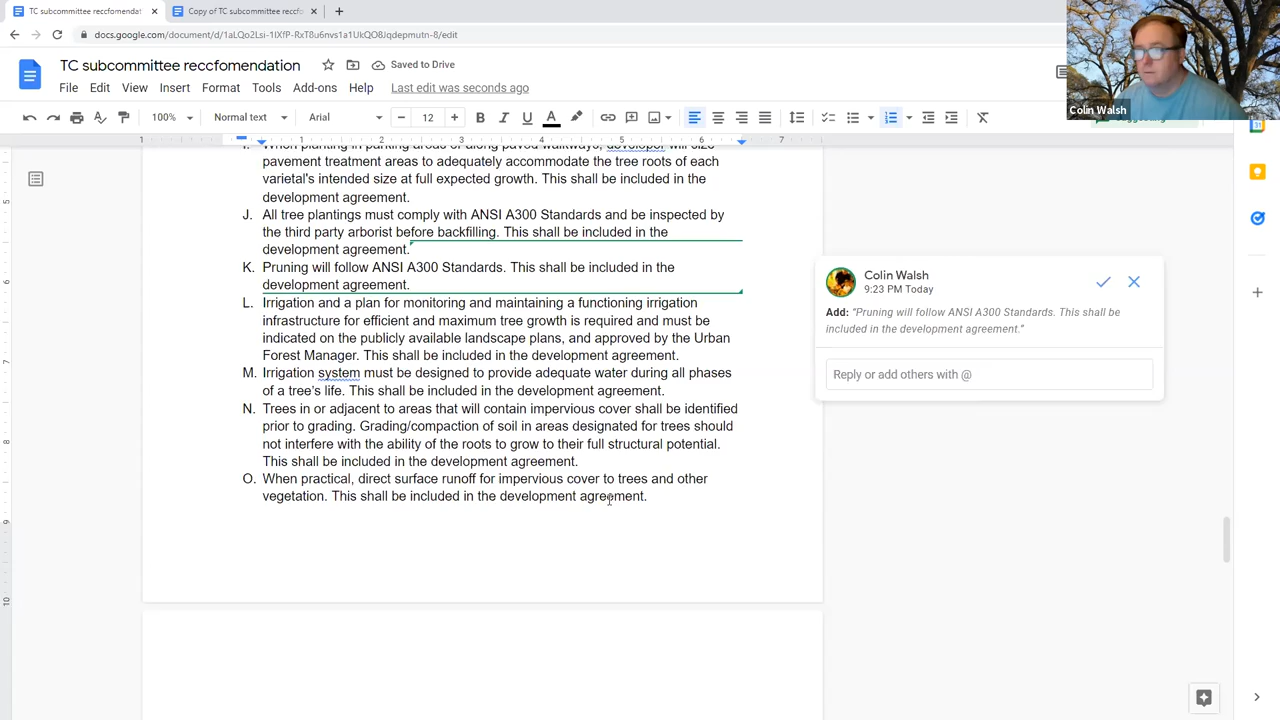 TC subcommittee reccfomendat
Copy of TC subcommittee reccfo
docs.google.com/document/d/1aLQo2Lsi-1IXfP-RxT8u6nvs1a1UkQO8Jqdepmutn-8/edit
TC subcommittee reccfomendation
Saved to Drive
File Edit View Insert Format Tools Add-ons Help Last edit was seconds ago
100% Normal text Arial 12 B I U A
Colin Walsh
1 1 2 3 4 5 6 7
varietal's intended size at full expected growth. This shall be included in the
pavement treatment areas to adequately accommodate the tree roots of each
development agreement.
J. All tree plantings must comply with ANSI A300 Standards and be inspected by
the third party arborist before backfilling. This shall be included in the
development agreement.
K. Pruning will follow ANSI A300 Standards. This shall be included in the
development agreement.
L. Irrigation and a plan for monitoring and maintaining a functioning irrigation
infrastructure for efficient and maximum tree growth is required and must be
indicated on the publicly available landscape plans, and approved by the Urban
Forest Manager. This shall be included in the development agreement.
M. Irrigation system must be designed to provide adequate water during all phases
of a tree's life. This shall be included in the development agreement.
N. Trees in or adjacent to areas that will contain impervious cover shall be identified
prior to grading. Grading/compaction of soil in areas designated for trees should
not interfere with the ability of the roots to grow to their full structural potential.
This shall be included in the development agreement.
O. When practical, direct surface runoff for impervious cover to trees and other
vegetation. This shall be included in the development agreement.
Colin Walsh
9:23 PM Today
Add: "Pruning will follow ANSI A300 Standards. This shall be
included in the development agreement."
Reply or add others with @